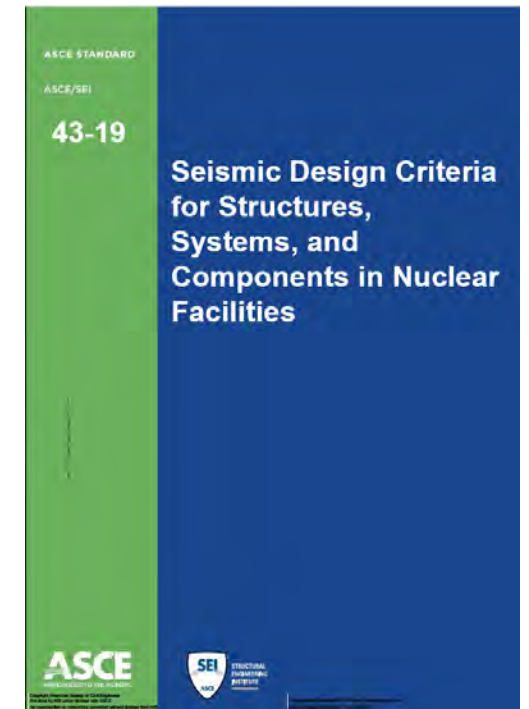 ASCE STANDARD
ASCE/SEI
43-19
Seismic Design Criteria
for Structures,
Systems, and
Components in Nuclear
Facilities
ASCE
SEI
ASCE
STRUCTURAL
ENGINEERING
INSTITUTE